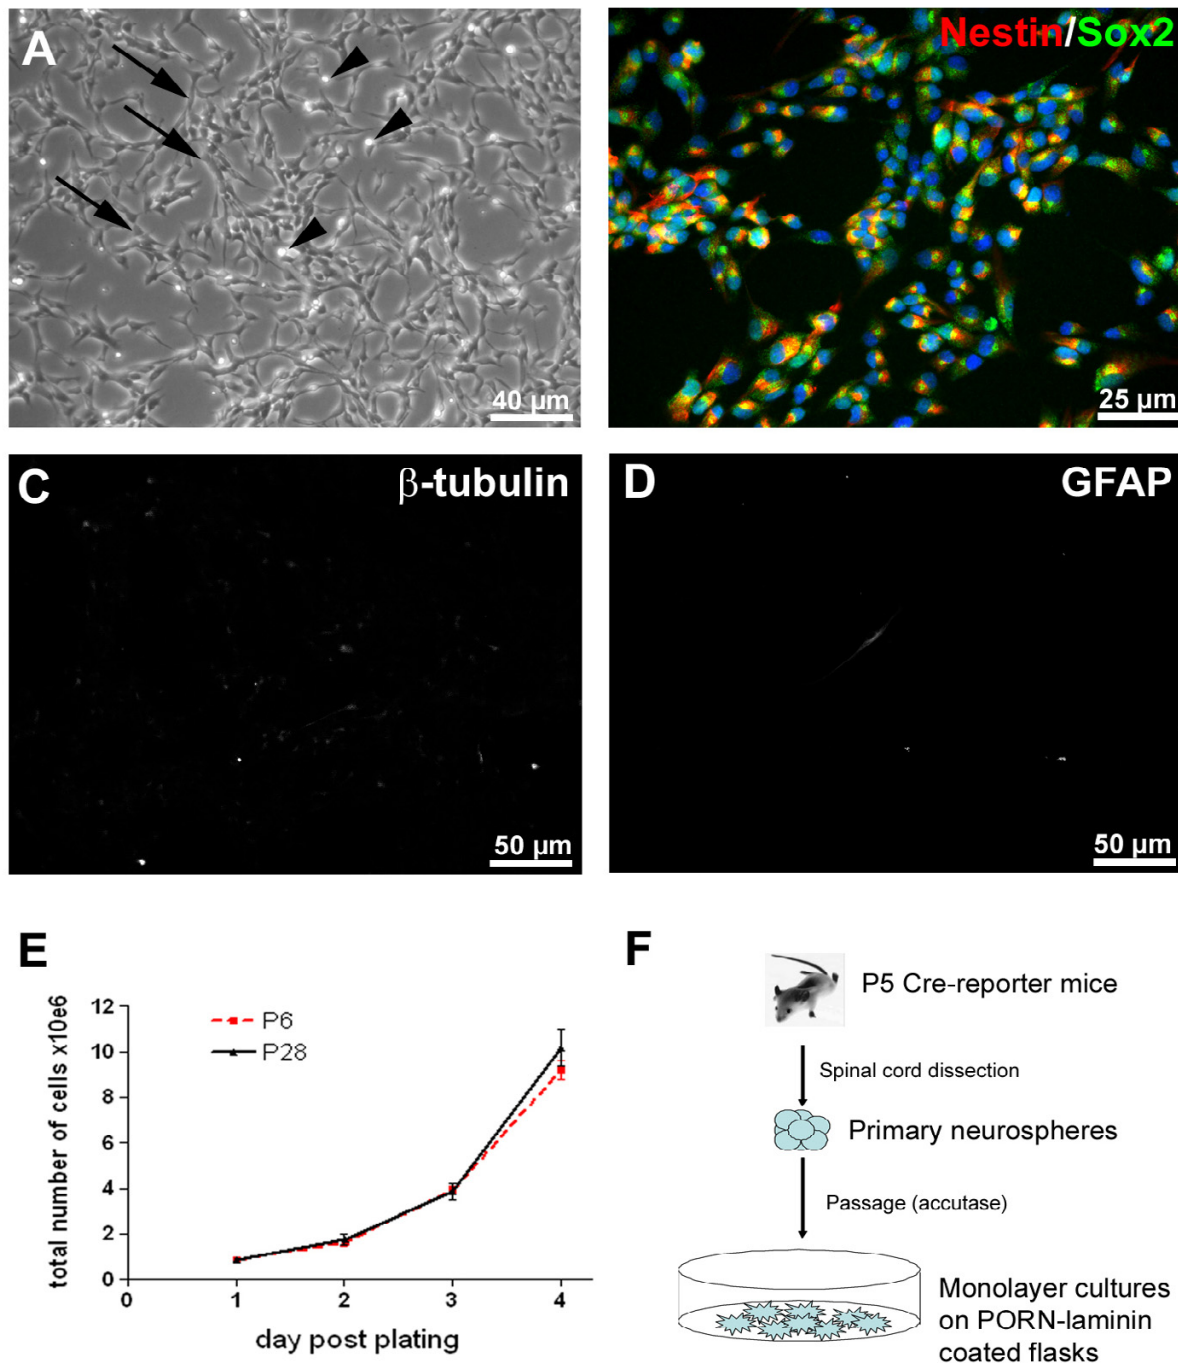 A
40 µm
Nestin/Sox2
25 µm
C
β-tubulin
50 µm
D
GFAP
50 µm
E
total number of cells x10e6
12
10
8
6
4
2
0
P6
P28
0 1 2 3 4
day post plating
F
P5 Cre-reporter mice
Spinal cord dissection
Primary neurospheres
Passage (accutase)
Monolayer cultures
on PORN-laminin
coated flasks